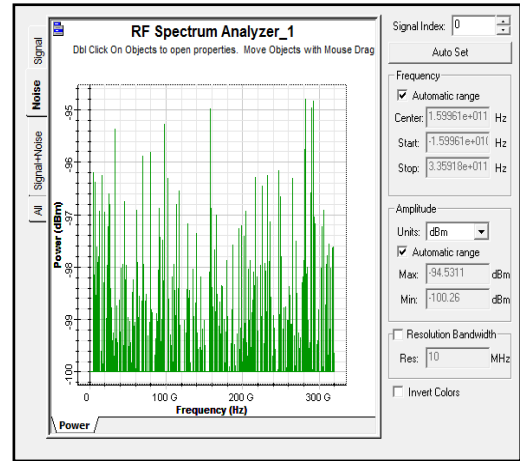 RF Spectrum Analyzer_1
Dbl Click On Objects to open properties. Move Objects with Mouse Drag
Signal
Noise
Signal+Noise
All
Power (dBm)
-95
-96
-97
-98
-99
-100
0
100 G
200 G
300 G
Frequency (Hz)
Power
Signal Index: 0
Auto Set
Frequency
Automatic range
Center: 1.59961e+011 Hz
Start: -1.59961e+010 Hz
Stop: 3.35918e+011 Hz
Amplitude
Units: dBm
Automatic range
Max: -94.5311 dBm
Min: -100.26 dBm
Resolution Bandwidth
Res: 10 MHz
Invert Colors